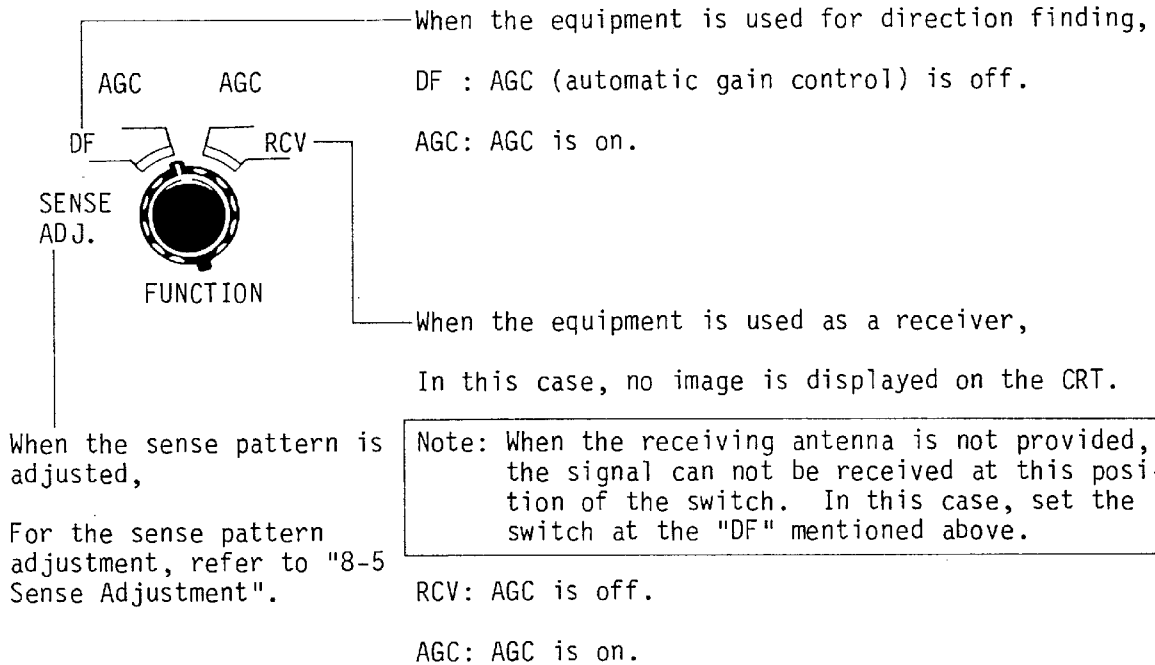 When the equipment is used for direction finding,
DF : AGC (automatic gain control) is off.
AGC: AGC is on.
AGC AGC
DF RCV
SENSE
ADJ.
FUNCTION
When the equipment is used as a receiver,
In this case, no image is displayed on the CRT.
When the sense pattern is
adjusted,
For the sense pattern
adjustment, refer to "8-5
Sense Adjustment".
Note: When the receiving antenna is not provided,
the signal can not be received at this posi-
tion of the switch. In this case, set the
switch at the "DF" mentioned above.
RCV: AGC is off.
AGC: AGC is on.